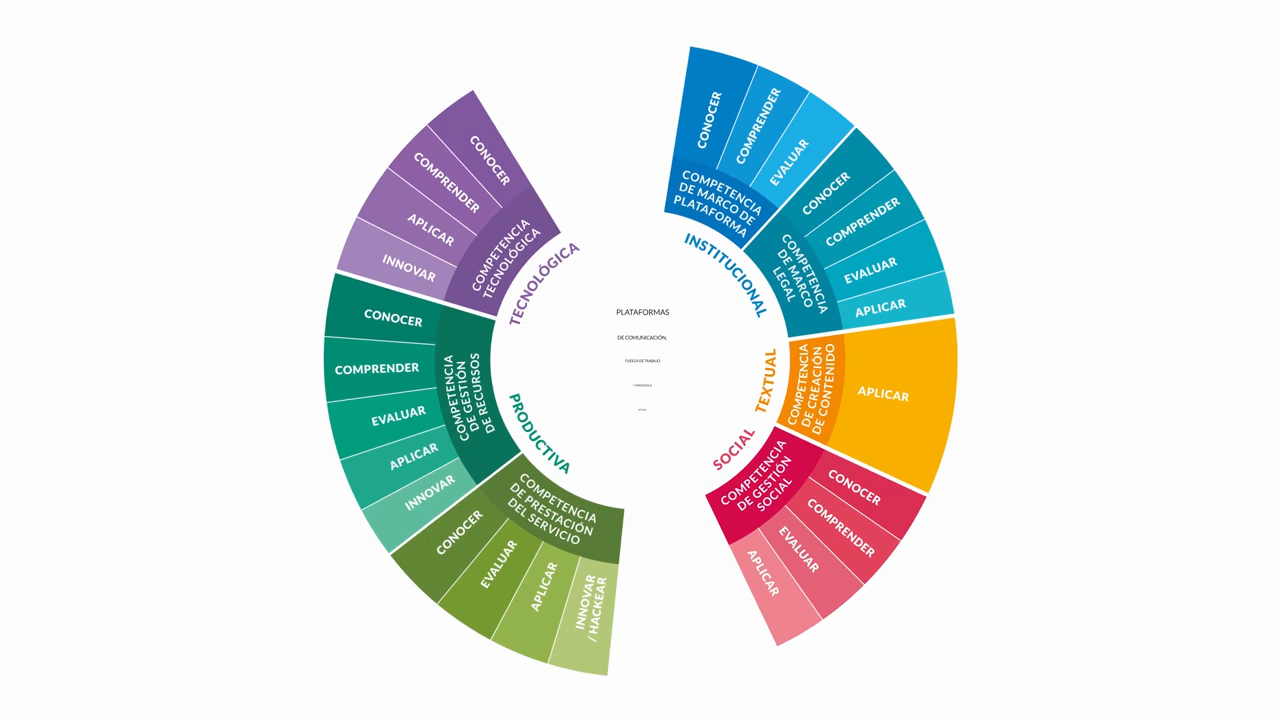 CONOCER
COMPRENDER
EVALUAR
COMPETENCIA
DE MARCO DE
PLATAFORMA
INSTITUCIONAL
CONOCER
COMPRENDER
EVALUAR
APLICAR
COMPETENCIA
DE MARCO
LEGAL
TEXTUAL
COMPETENCIA
DE CREACIÓN
DE CONTENIDO
APLICAR
SOCIAL
COMPETENCIA
DE GESTIÓN
SOCIAL
CONOCER
COMPRENDER
EVALUAR
APLICAR
PLATAFORMAS
DE COMUNICACIÓN,
FUERZA DE TRABAJO
CONOCER
COMPRENDER
APLICAR
INNOVAR
COMPETENCIA
TECNOLÓGICA
TECNOLÓGICA
CONOCER
COMPRENDER
EVALUAR
APLICAR
INNOVAR
COMPETENCIA
DE GESTIÓN
DE RECURSOS
PRODUCTIVA
COMPETENCIA
DE PRESTACIÓN
DEL SERVICIO
CONOCER
EVALUAR
APLICAR
INNOVAR
/ HACKEAR